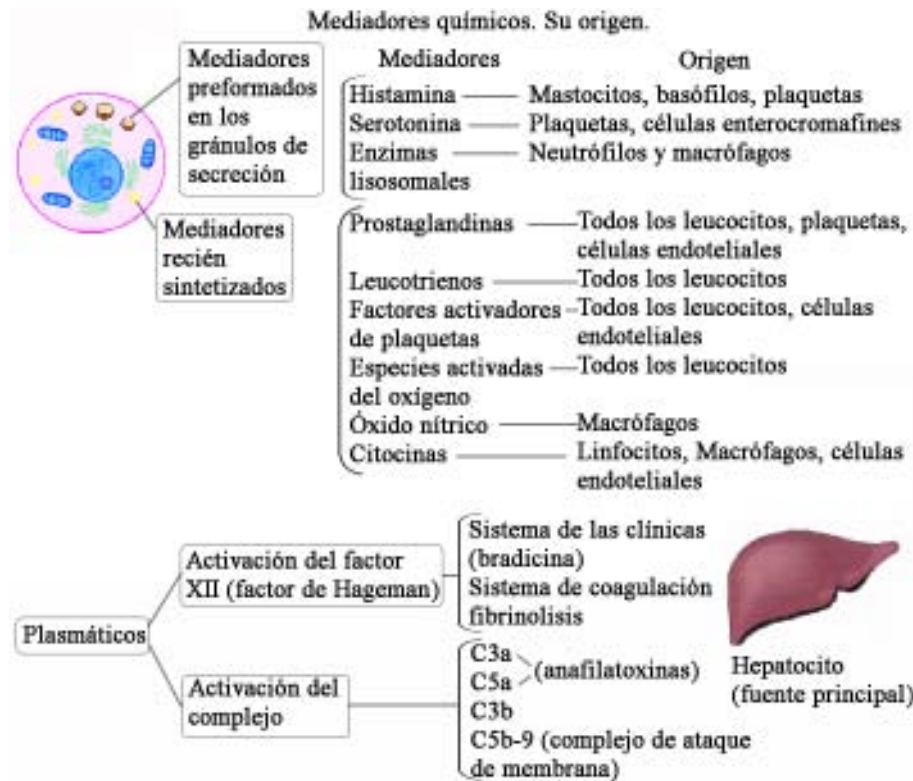 Mediadores químicos. Su origen.
Mediadores
preformados
en los
gránulos de
secreción
Mediadores
recién
sintetizados
Mediadores
Origen
Histamina
Mastocitos, basófilos, plaquetas
Serotonina
Plaquetas, células enterocromafines
Enzimas
lisosomales
Neutrófilos y macrófagos
Prostaglandinas
Todos los leucocitos, plaquetas,
células endoteliales
Leucotrienos
Todos los leucocitos
Factores activadores
de plaquetas
Todos los leucocitos, células
endoteliales
Especies activadas
del oxígeno
Todos los leucocitos
Óxido nítrico
Macrófagos
Citocinas
Linfocitos, Macrófagos, células
endoteliales
Plasmáticos
Activación del factor
XII (factor de Hageman)
Sistema de las clínicas
(bradicina)
Sistema de coagulación
fibrinolisis
Activación del
complejo
C3a
C5a
(anafilatoxinas)
C3b
C5b-9 (complejo de ataque
de membrana)
Hepatocito
(fuente principal)